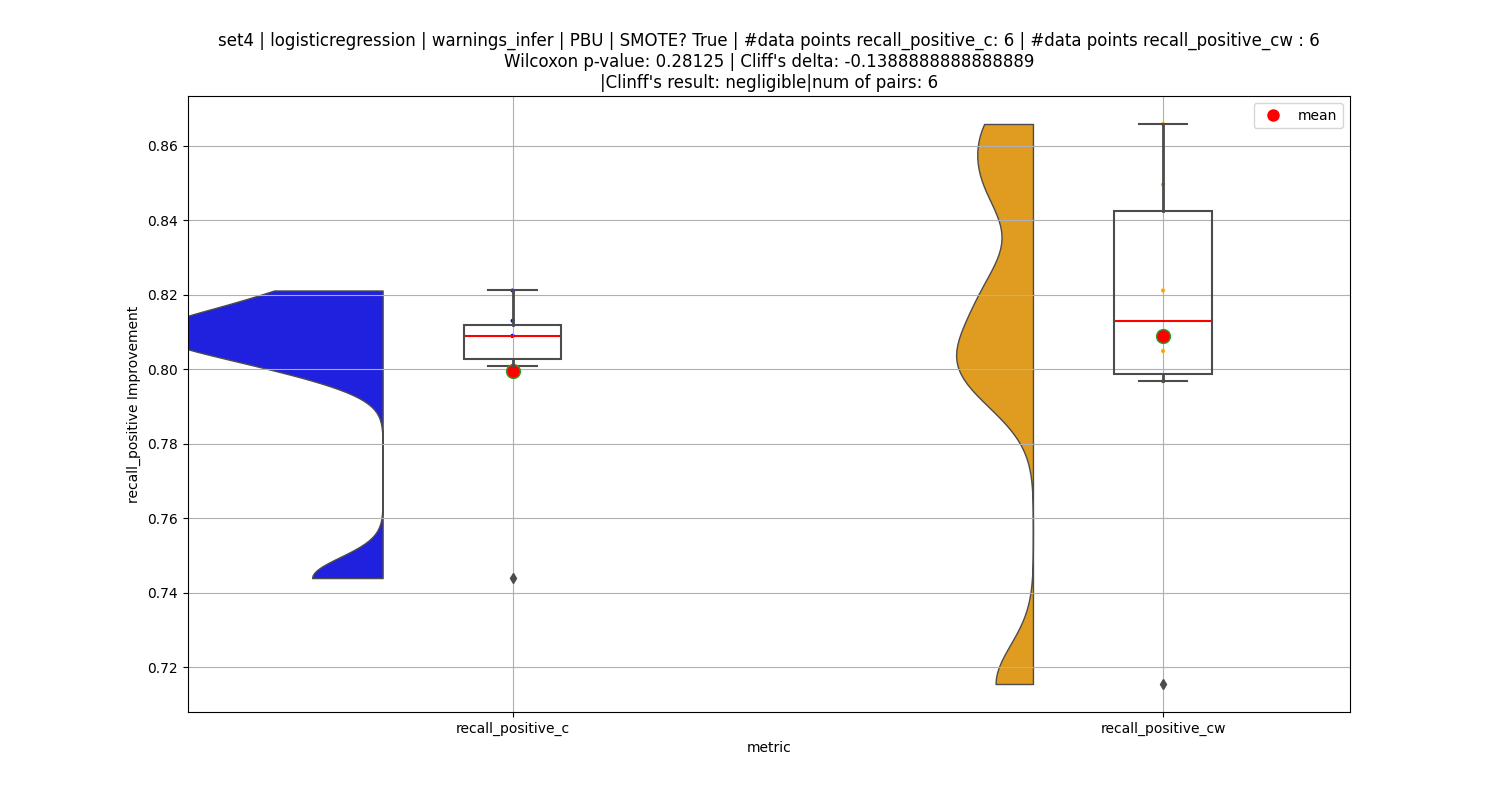 set4 | logisticregression | warnings_infer | PBU | SMOTE? True | #data points recall_positive_c: 6 | #data points recall_positive_cw : 6
Wilcoxon p-value: 0.28125 | Cliff's delta: -0.1388888888888889
|Clinff's result: negligible|num of pairs: 6
mean
0.86
0.84
0.82
0.80
0.78
0.76
0.74
0.72
recall_positive Improvement
recall_positive_c
recall_positive_cw
metric